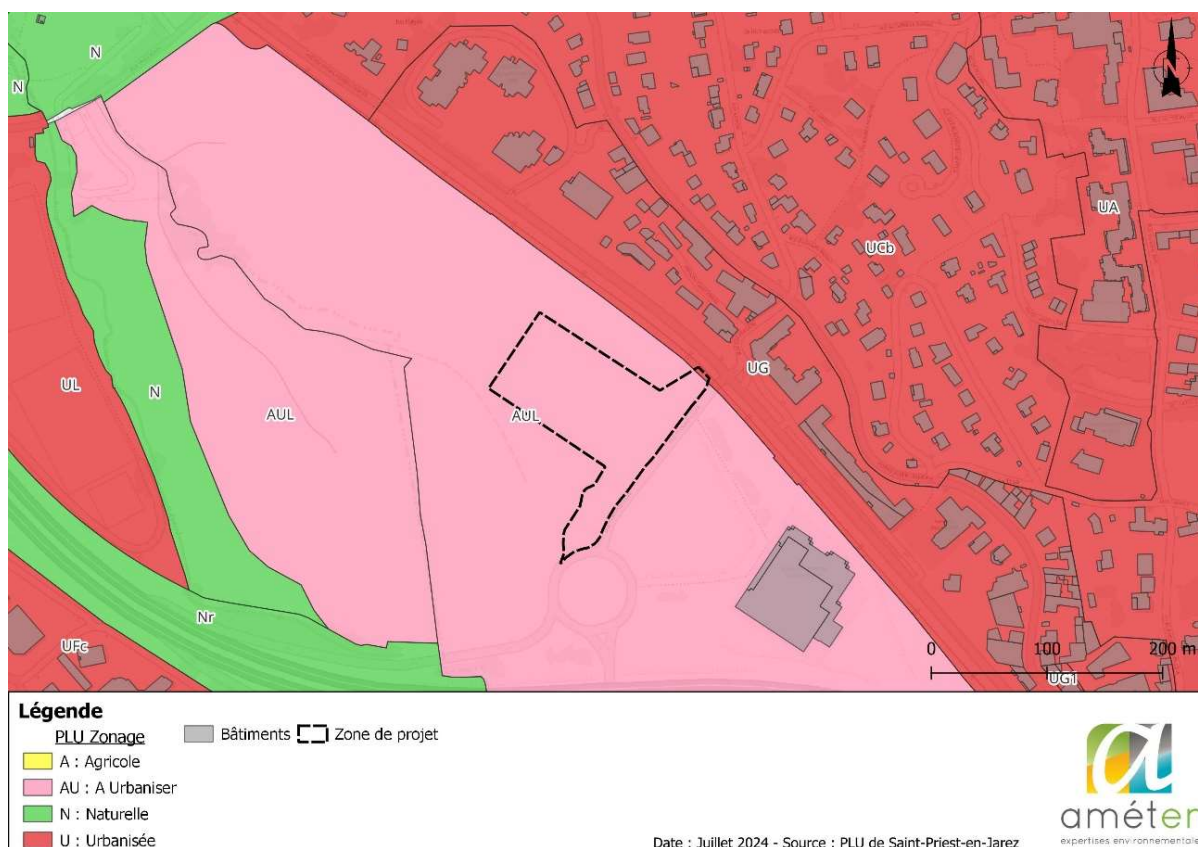 N
N
N
UA
UCb
UG
UL
N
AUL
AUL
Nr
UFc
0
100
200 m
UG1
Légende
PLU Zonage
Bâtiments
Zone de projet
A : Agricole
AU : A Urbaniser
N : Naturelle
U : Urbanisée
Date : Juillet 2024 - Source : PLU de Saint-Priest-en-Jarez
a
améter
expertises environnementales